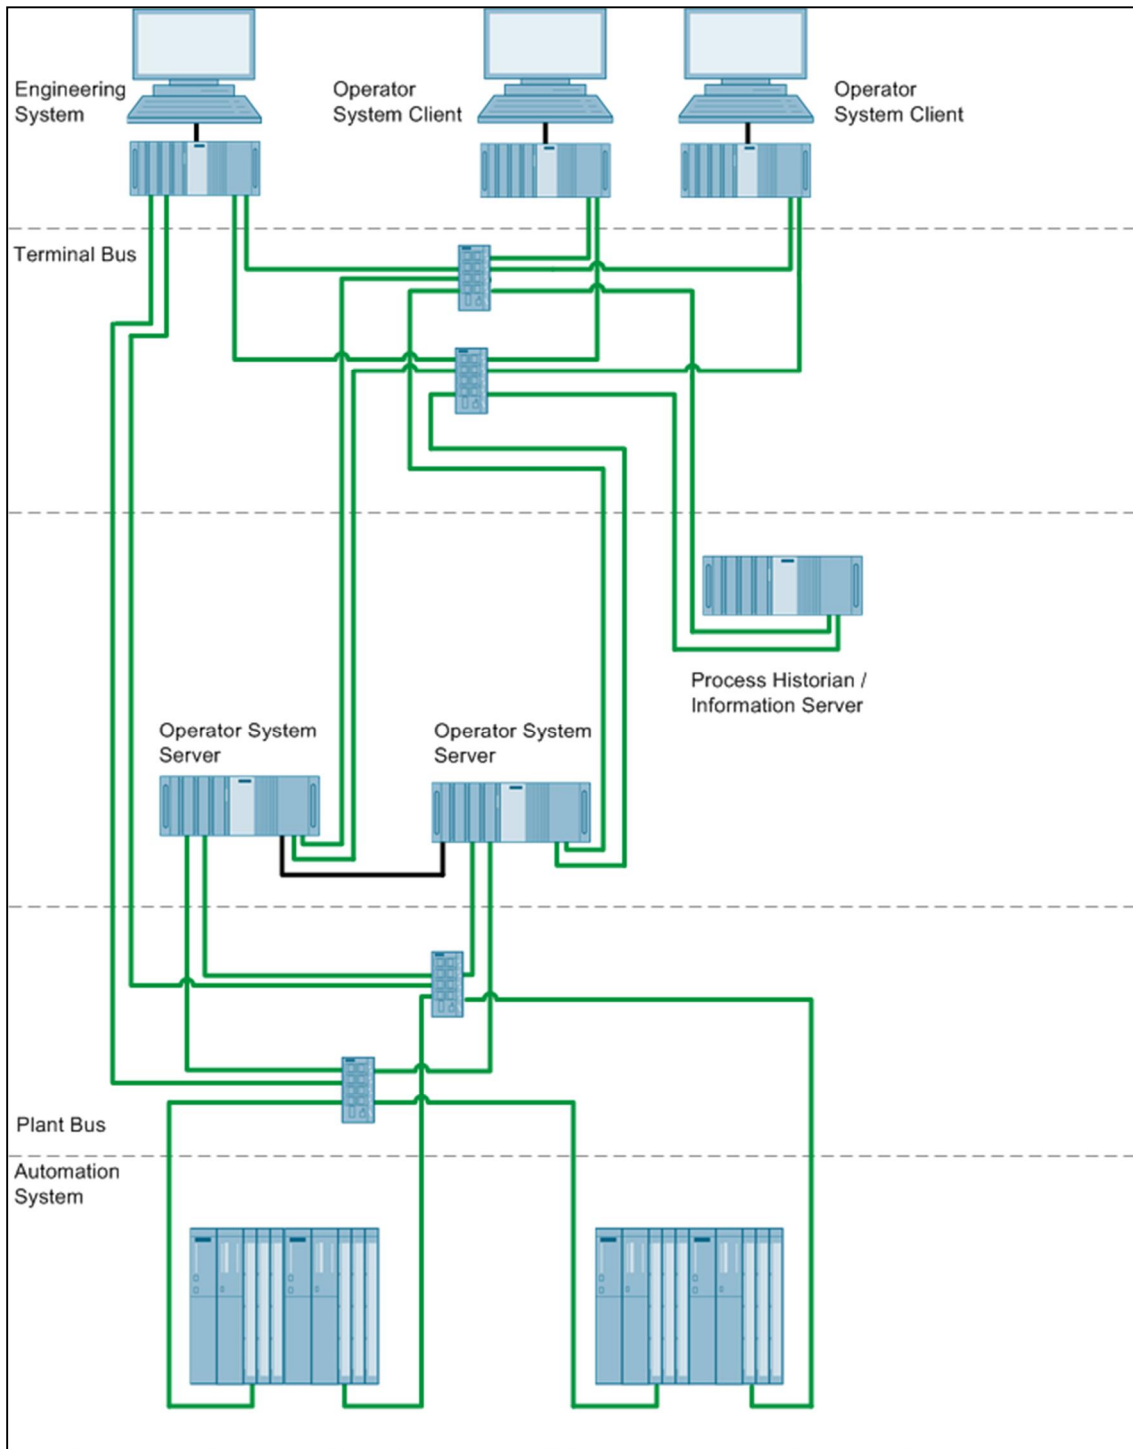 Engineering
System
Operator
System Client
Operator
System Client
Terminal Bus
Process Historian /
Information Server
Operator System
Server
Operator System
Server
Plant Bus
Automation
System